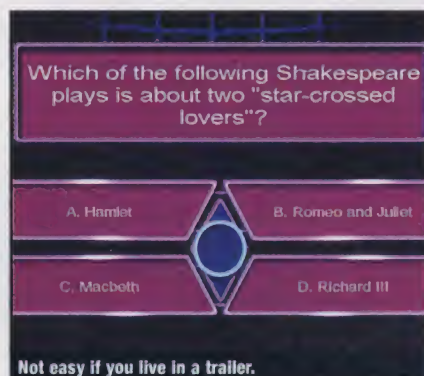 Which of the following Shakespeare
plays is about two "star-crossed
lovers"?
A. Hamlet
B. Romeo and Juliet
C. Macbeth
D. Richard III
Not easy if you live in a trailer.